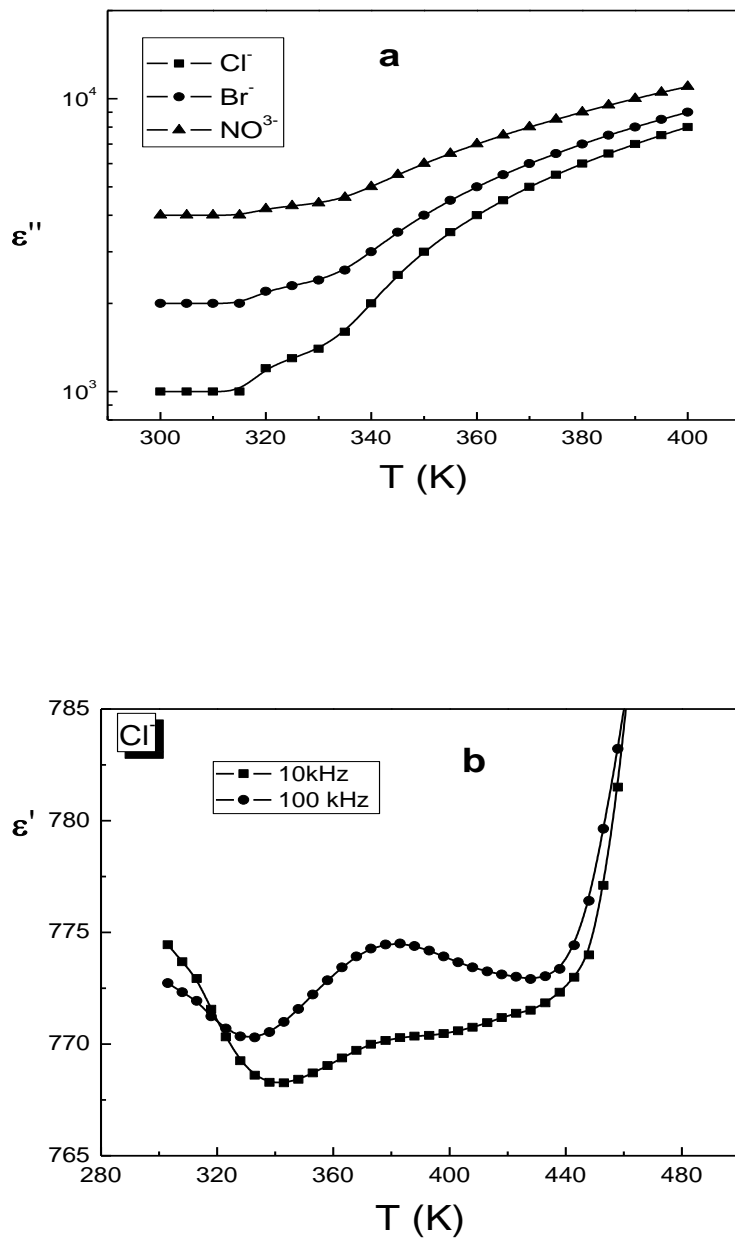 a
Cl⁻
Br⁻
NO³⁻
10⁴
ε''
10³
300 320 340 360 380 400
T (K)
785
Cl⁻
b
10kHz
100 kHz
780
ε'
775
770
765
280 320 360 400 440 480
T (K)